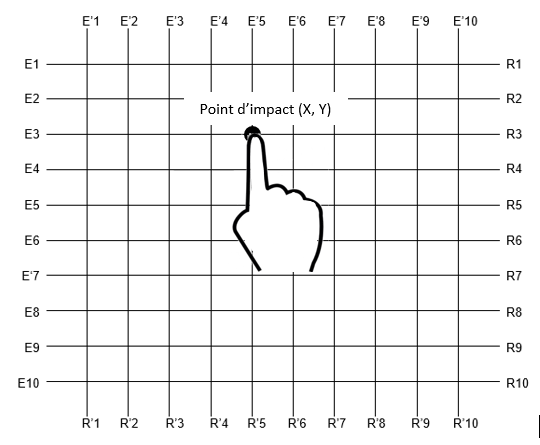 E'1 E'2 E'3 E'4 E'5 E'6 E'7 E'8 E'9 E'10
E1 R1
E2 R2
Point d'impact (X, Y)
E3 R3
E4 R4
E5 R5
E6 R6
E'7 R7
E8 R8
E9 R9
E10 R10
R'1 R'2 R'3 R'4 R'5 R'6 R'7 R'8 R'9 R'10